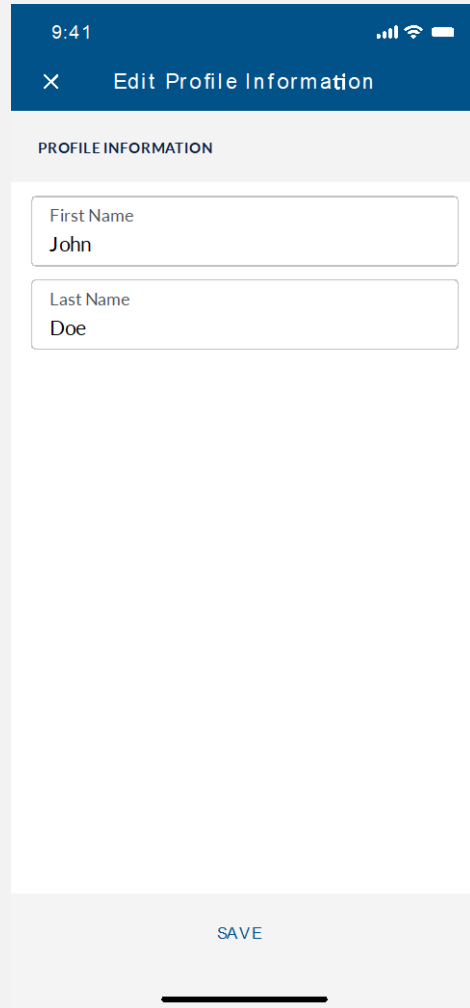 9:41
Edit Profile Information
PROFILE INFORMATION
First Name
John
Last Name
Doe
SAVE